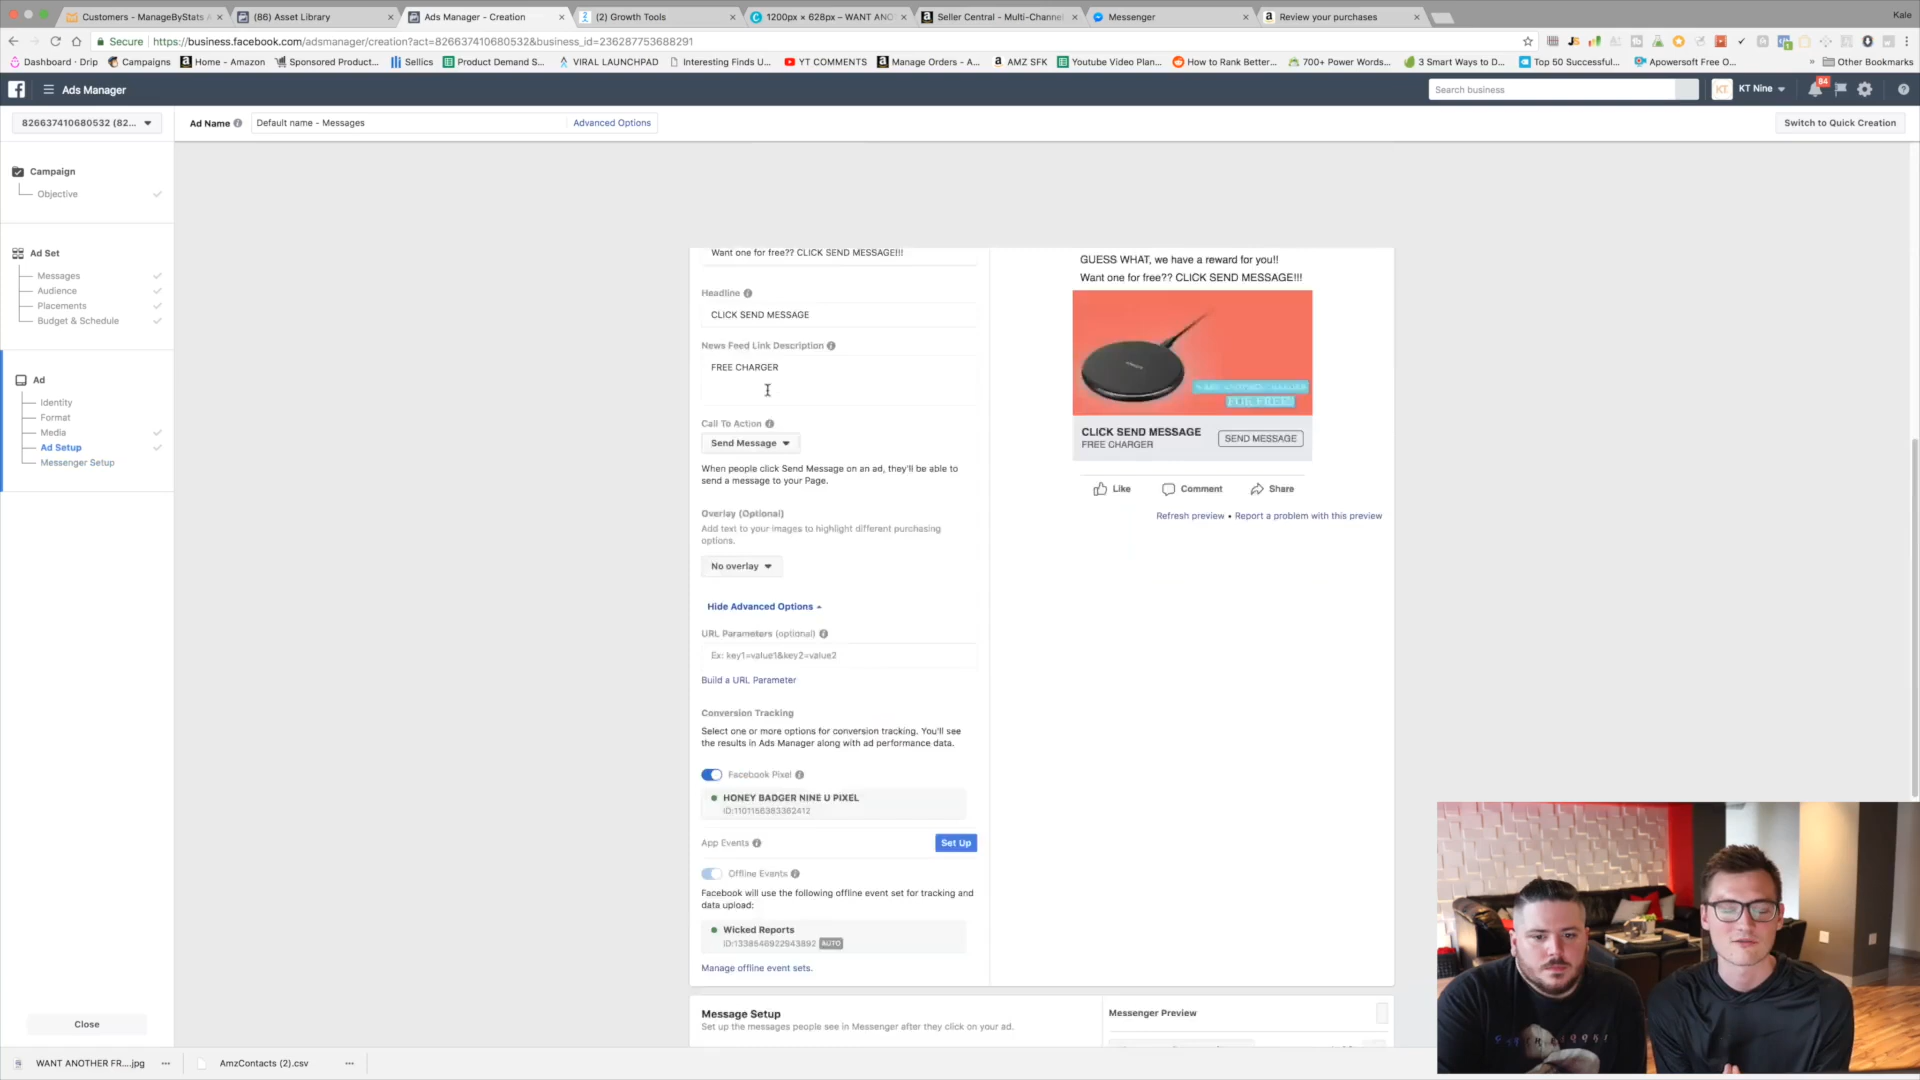 Customers - ManageByStats
(86) Asset Library
Ads Manager - Creation
(2) Growth Tools
1200px × 628px – WANT ANO
Seller Central - Multi-Channel
Messenger
Review your purchases
Kale
Secure
https://business.facebook.com/adsmanager/creation?act=826637410680532&business_id=236287753688291
Dashboard · Drip
Campaigns
Home - Amazon
Sponsored Product...
Sellics
Product Demand S...
VIRAL LAUNCHPAD
Interesting Finds U...
YT COMMENTS
Manage Orders - A...
AMZ SFK
Youtube Video Plan...
How to Rank Better...
700+ Power Words...
3 Smart Ways to D...
Top 50 Successful...
Apowersoft Free O...
» Other Bookmarks
Ads Manager
Search business
KT KT Nine
84
826637410680532 (82...
Ad Name
Default name - Messages
Advanced Options
Switch to Quick Creation
Campaign
Objective
Ad Set
Messages
Audience
Placements
Budget & Schedule
Ad
Identity
Format
Media
Ad Setup
Messenger Setup
Close
Want one for free?? CLICK SEND MESSAGE!!!
Headline
CLICK SEND MESSAGE
News Feed Link Description
FREE CHARGER
Call To Action
Send Message
When people click Send Message on an ad, they'll be able to
send a message to your Page.
Overlay (Optional)
Add text to your images to highlight different purchasing
options.
No overlay
Hide Advanced Options
URL Parameters (optional)
Ex: key1=value1&key2=value2
Build a URL Parameter
Conversion Tracking
Select one or more options for conversion tracking. You'll see
the results in Ads Manager along with ad performance data.
Facebook Pixel
HONEY BADGER NINE U PIXEL
App Events
Set Up
Offline Events
Facebook will use the following offline event set for tracking and
data upload:
Wicked Reports
AUTO
Manage offline event sets.
GUESS WHAT, we have a reward for you!!
Want one for free?? CLICK SEND MESSAGE!!!
FOR FREE!
CLICK SEND MESSAGE
FREE CHARGER
SEND MESSAGE
Like
Comment
Share
Refresh preview • Report a problem with this preview
Message Setup
Set up the messages people see in Messenger after they click on your ad.
Messenger Preview
WANT ANOTHER FR....jpg
AmzContacts (2).csv